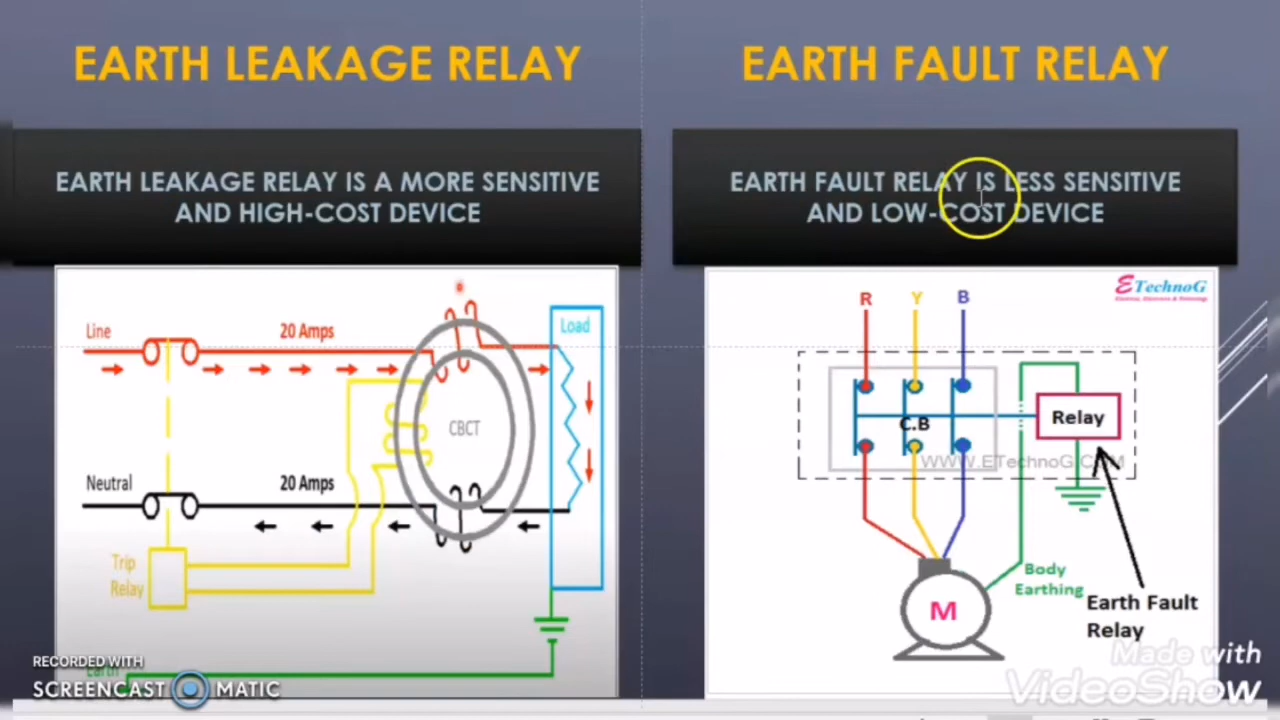 EARTH LEAKAGE RELAY
EARTH LEAKAGE RELAY IS A MORE SENSITIVE
AND HIGH-COST DEVICE
Line
20 Amps
Load
CBCT
Neutral
20 Amps
Trip
Relay
Earth
EARTH FAULT RELAY
EARTH FAULT RELAY IS LESS SENSITIVE
AND LOW-COST DEVICE
ETechnoG
R Y B
Relay
C.B
WWW.ETechnoG.COM
Body
Earthing
M
Earth Fault
Relay
RECORDED WITH
SCREENCAST MATIC
Made with
VideoShow